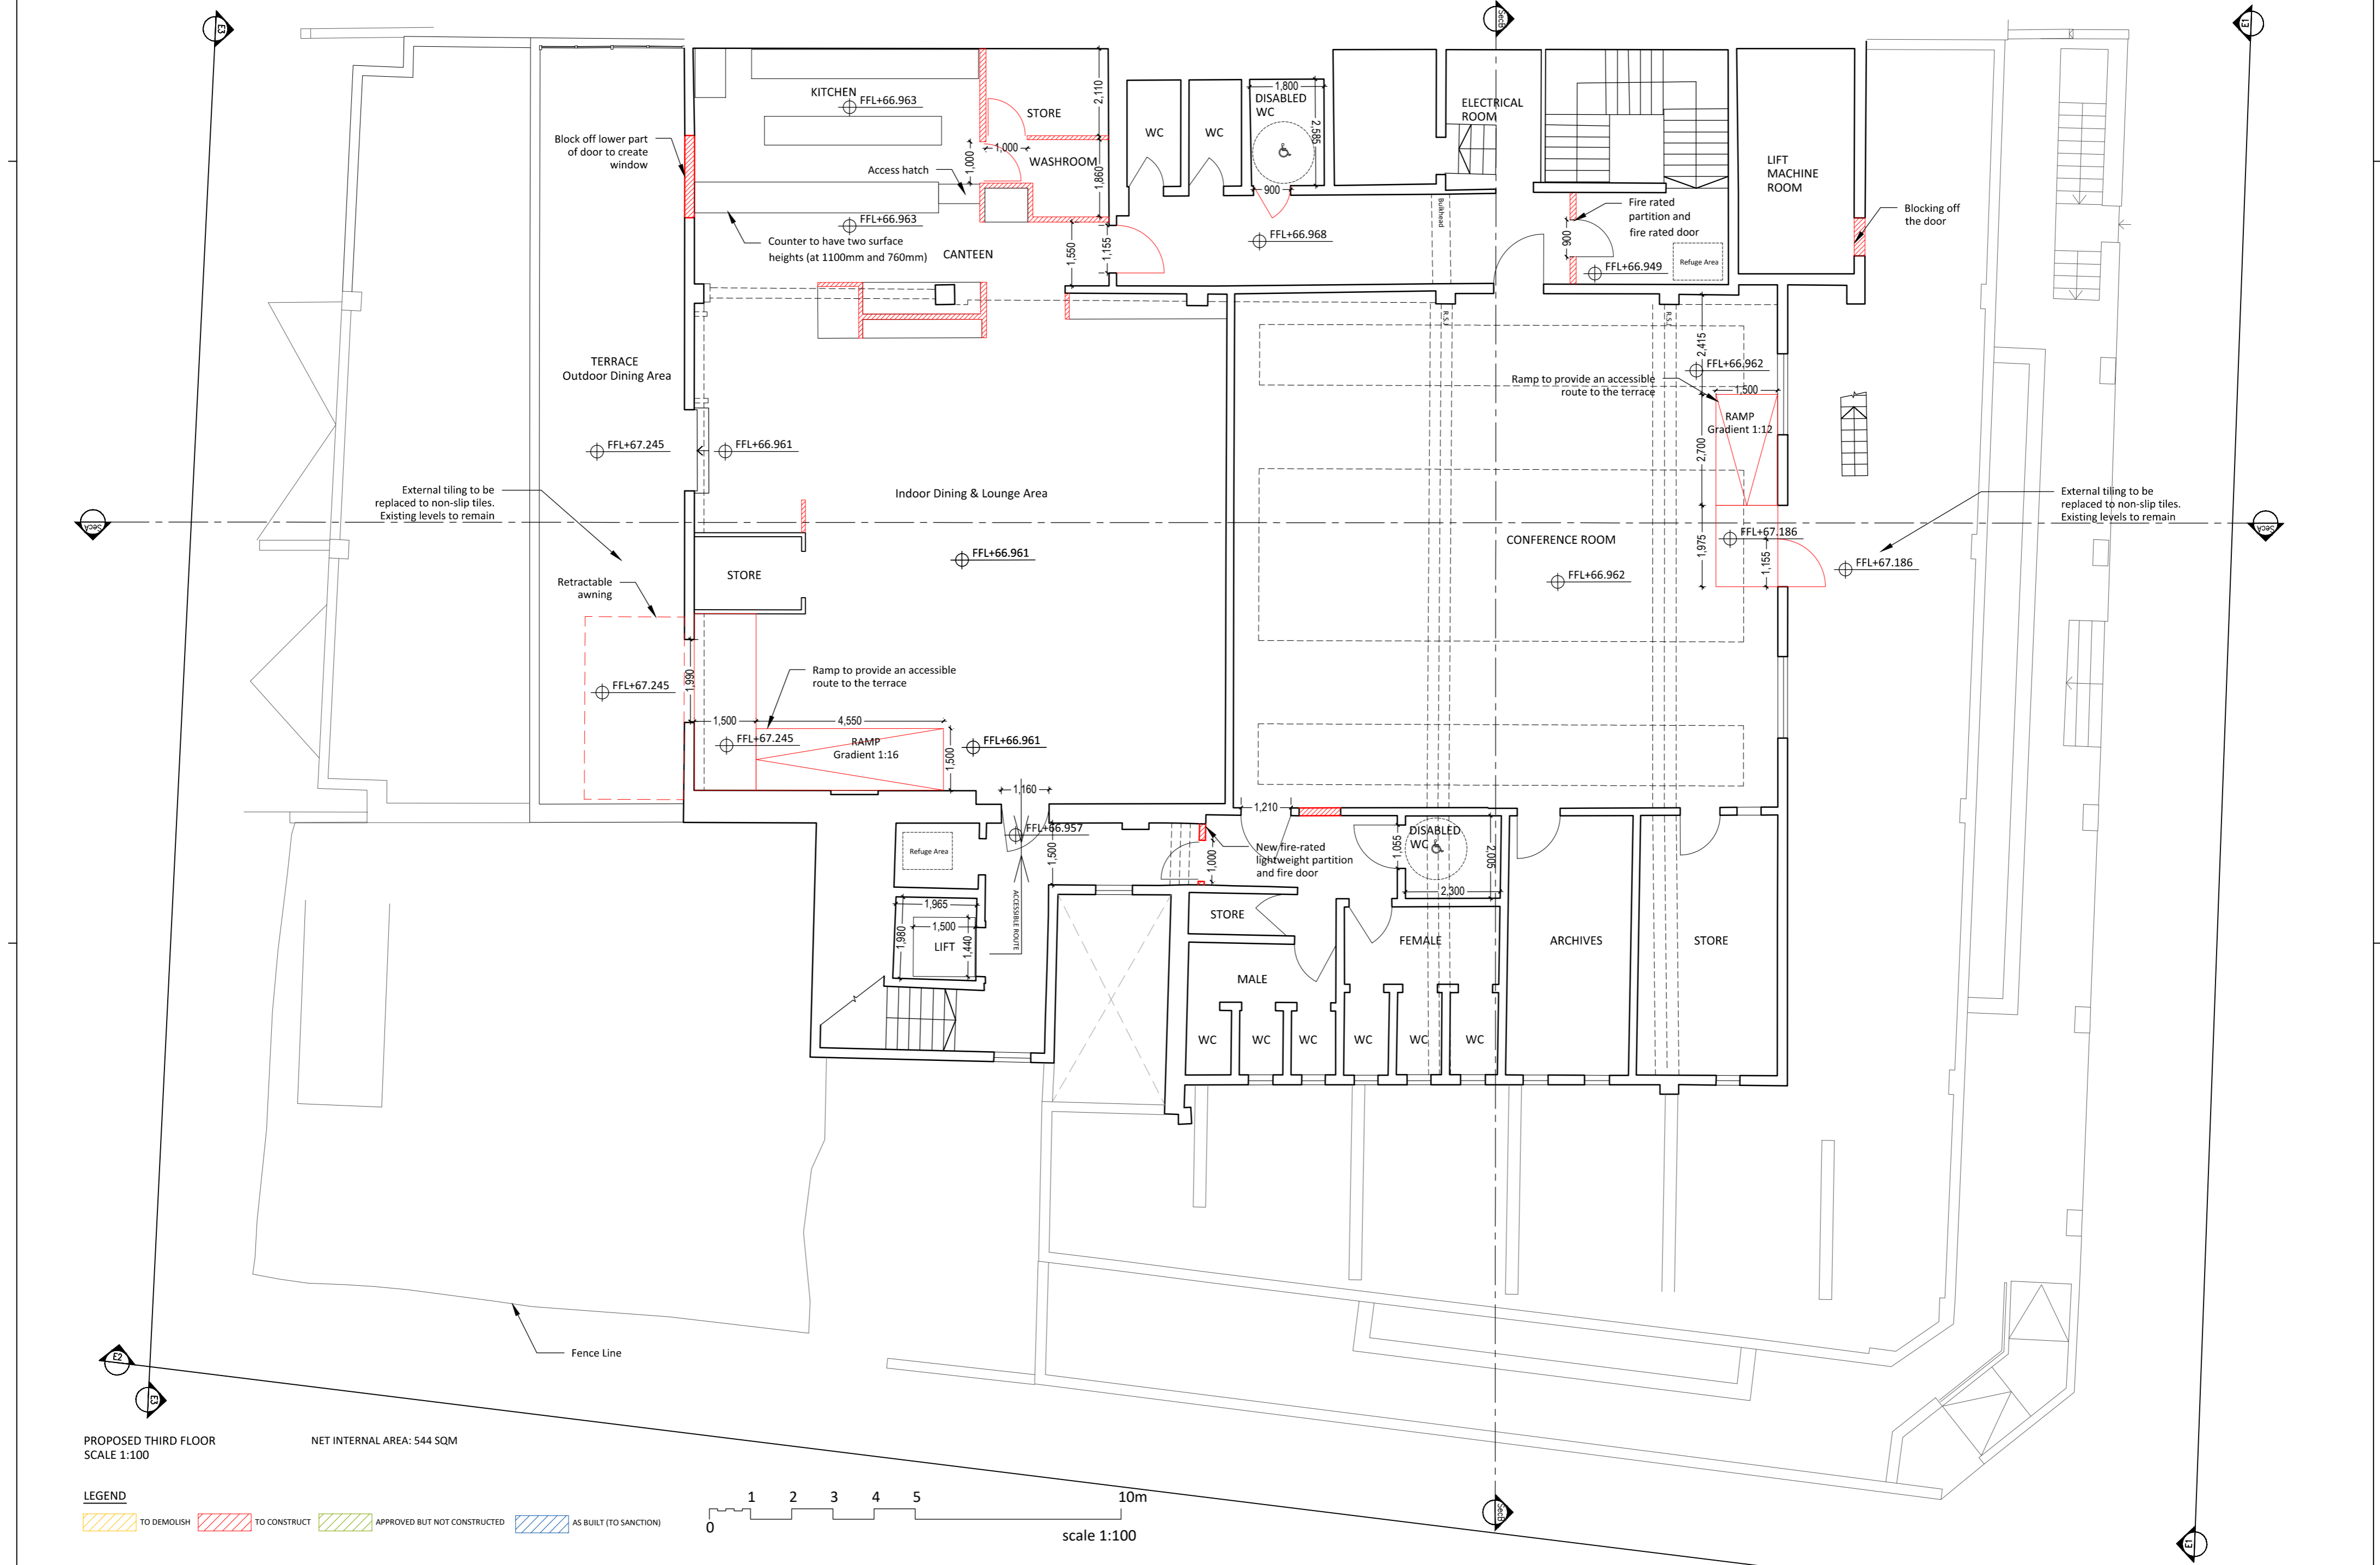 E3
SecB
E1
KITCHEN
FFL+66.963
STORE
2,110
1,800
DISABLED
WC
2,585
WC
WC
ELECTRICAL
ROOM
LIFT
MACHINE
ROOM
Block off lower part
of door to create
window
Access hatch
1,000
1,000
WASHROOM
1,860
900
Fire rated
partition and
fire rated door
Blocking off
the door
FFL+66.963
Counter to have two surface
heights (at 1100mm and 760mm)
CANTEEN
1,550
1,155
FFL+66.968
Bulkhead
900
FFL+66.949
Refuge Area
R.S.J
R.S.J
TERRACE
Outdoor Dining Area
2,415
FFL+66.962
Ramp to provide an accessible
route to the terrace
1,500
RAMP
Gradient 1:12
2,700
FFL+67.245
FFL+66.961
External tiling to be
replaced to non-slip tiles.
Existing levels to remain
Indoor Dining & Lounge Area
External tiling to be
replaced to non-slip tiles.
Existing levels to remain
SecA
SecA
CONFERENCE ROOM
FFL+67.186
1,975
1,155
FFL+67.186
FFL+66.961
FFL+66.962
STORE
Retractable
awning
Ramp to provide an accessible
route to the terrace
1,990
FFL+67.245
1,500
4,550
FFL+67.245
RAMP
Gradient 1:16
1,500
FFL+66.961
1,160
1,210
FFL+66.957
1,500
Refuge Area
1,000
New fire-rated
lightweight partition
and fire door
1,055
DISABLED
WC
2,005
2,300
ACCESSIBLE ROUTE
1,965
1,500
1,980
LIFT
1,440
STORE
FEMALE
ARCHIVES
STORE
MALE
WC
WC
WC
WC
WC
WC
Fence Line
E2
E3
PROPOSED THIRD FLOOR
SCALE 1:100
NET INTERNAL AREA: 544 SQM
LEGEND
TO DEMOLISH
TO CONSTRUCT
APPROVED BUT NOT CONSTRUCTED
AS BUILT (TO SANCTION)
0
1
2
3
4
5
10m
scale 1:100
SecB
E1